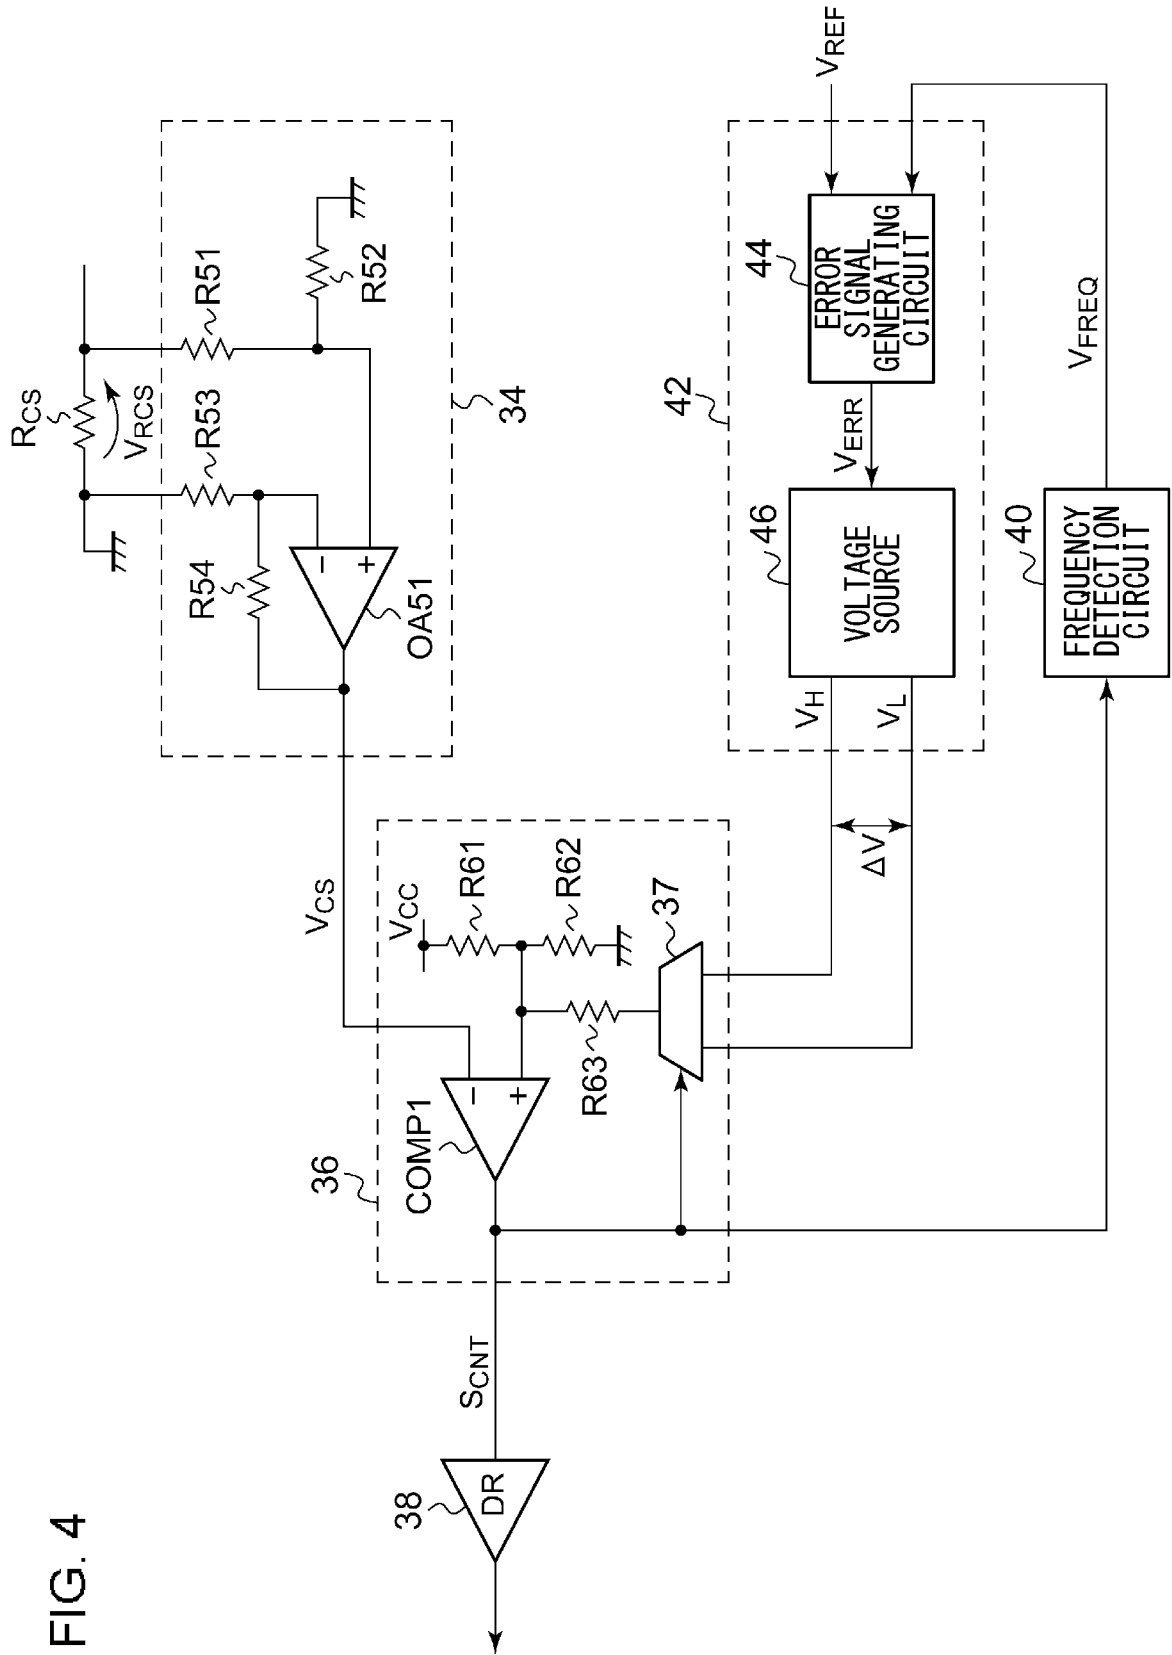 FIG. 4
RCS
VRCS
R51
R52
R53
R54
OA51
34
VCS
36
COMP1
VCC
R61
R62
R63
37
38
DR
SCNT
42
VREF
44
ERROR
SIGNAL
GENERATING
CIRCUIT
VERR
46
VOLTAGE
SOURCE
VH
VL
ΔV
40
FREQUENCY
DETECTION
CIRCUIT
VFREQ
−
+
−
+